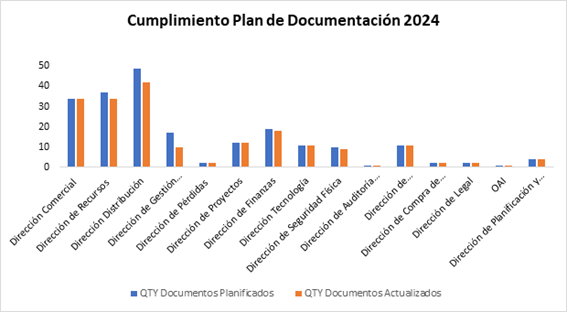 Cumplimiento Plan de Documentación 2024
50
40
30
20
10
0
Dirección Comercial
Dirección de Recursos
Dirección Distribución
Dirección de Gestión...
Dirección de Pérdidas
Dirección de Proyectos
Dirección de Finanzas
Dirección Tecnología
Dirección de Seguridad Física
Dirección de Auditoría...
Dirección de...
Dirección de Compra de...
Dirección de Legal
OAI
Dirección de Planificación y...
QTY Documentos Planificados
QTY Documentos Actualizados